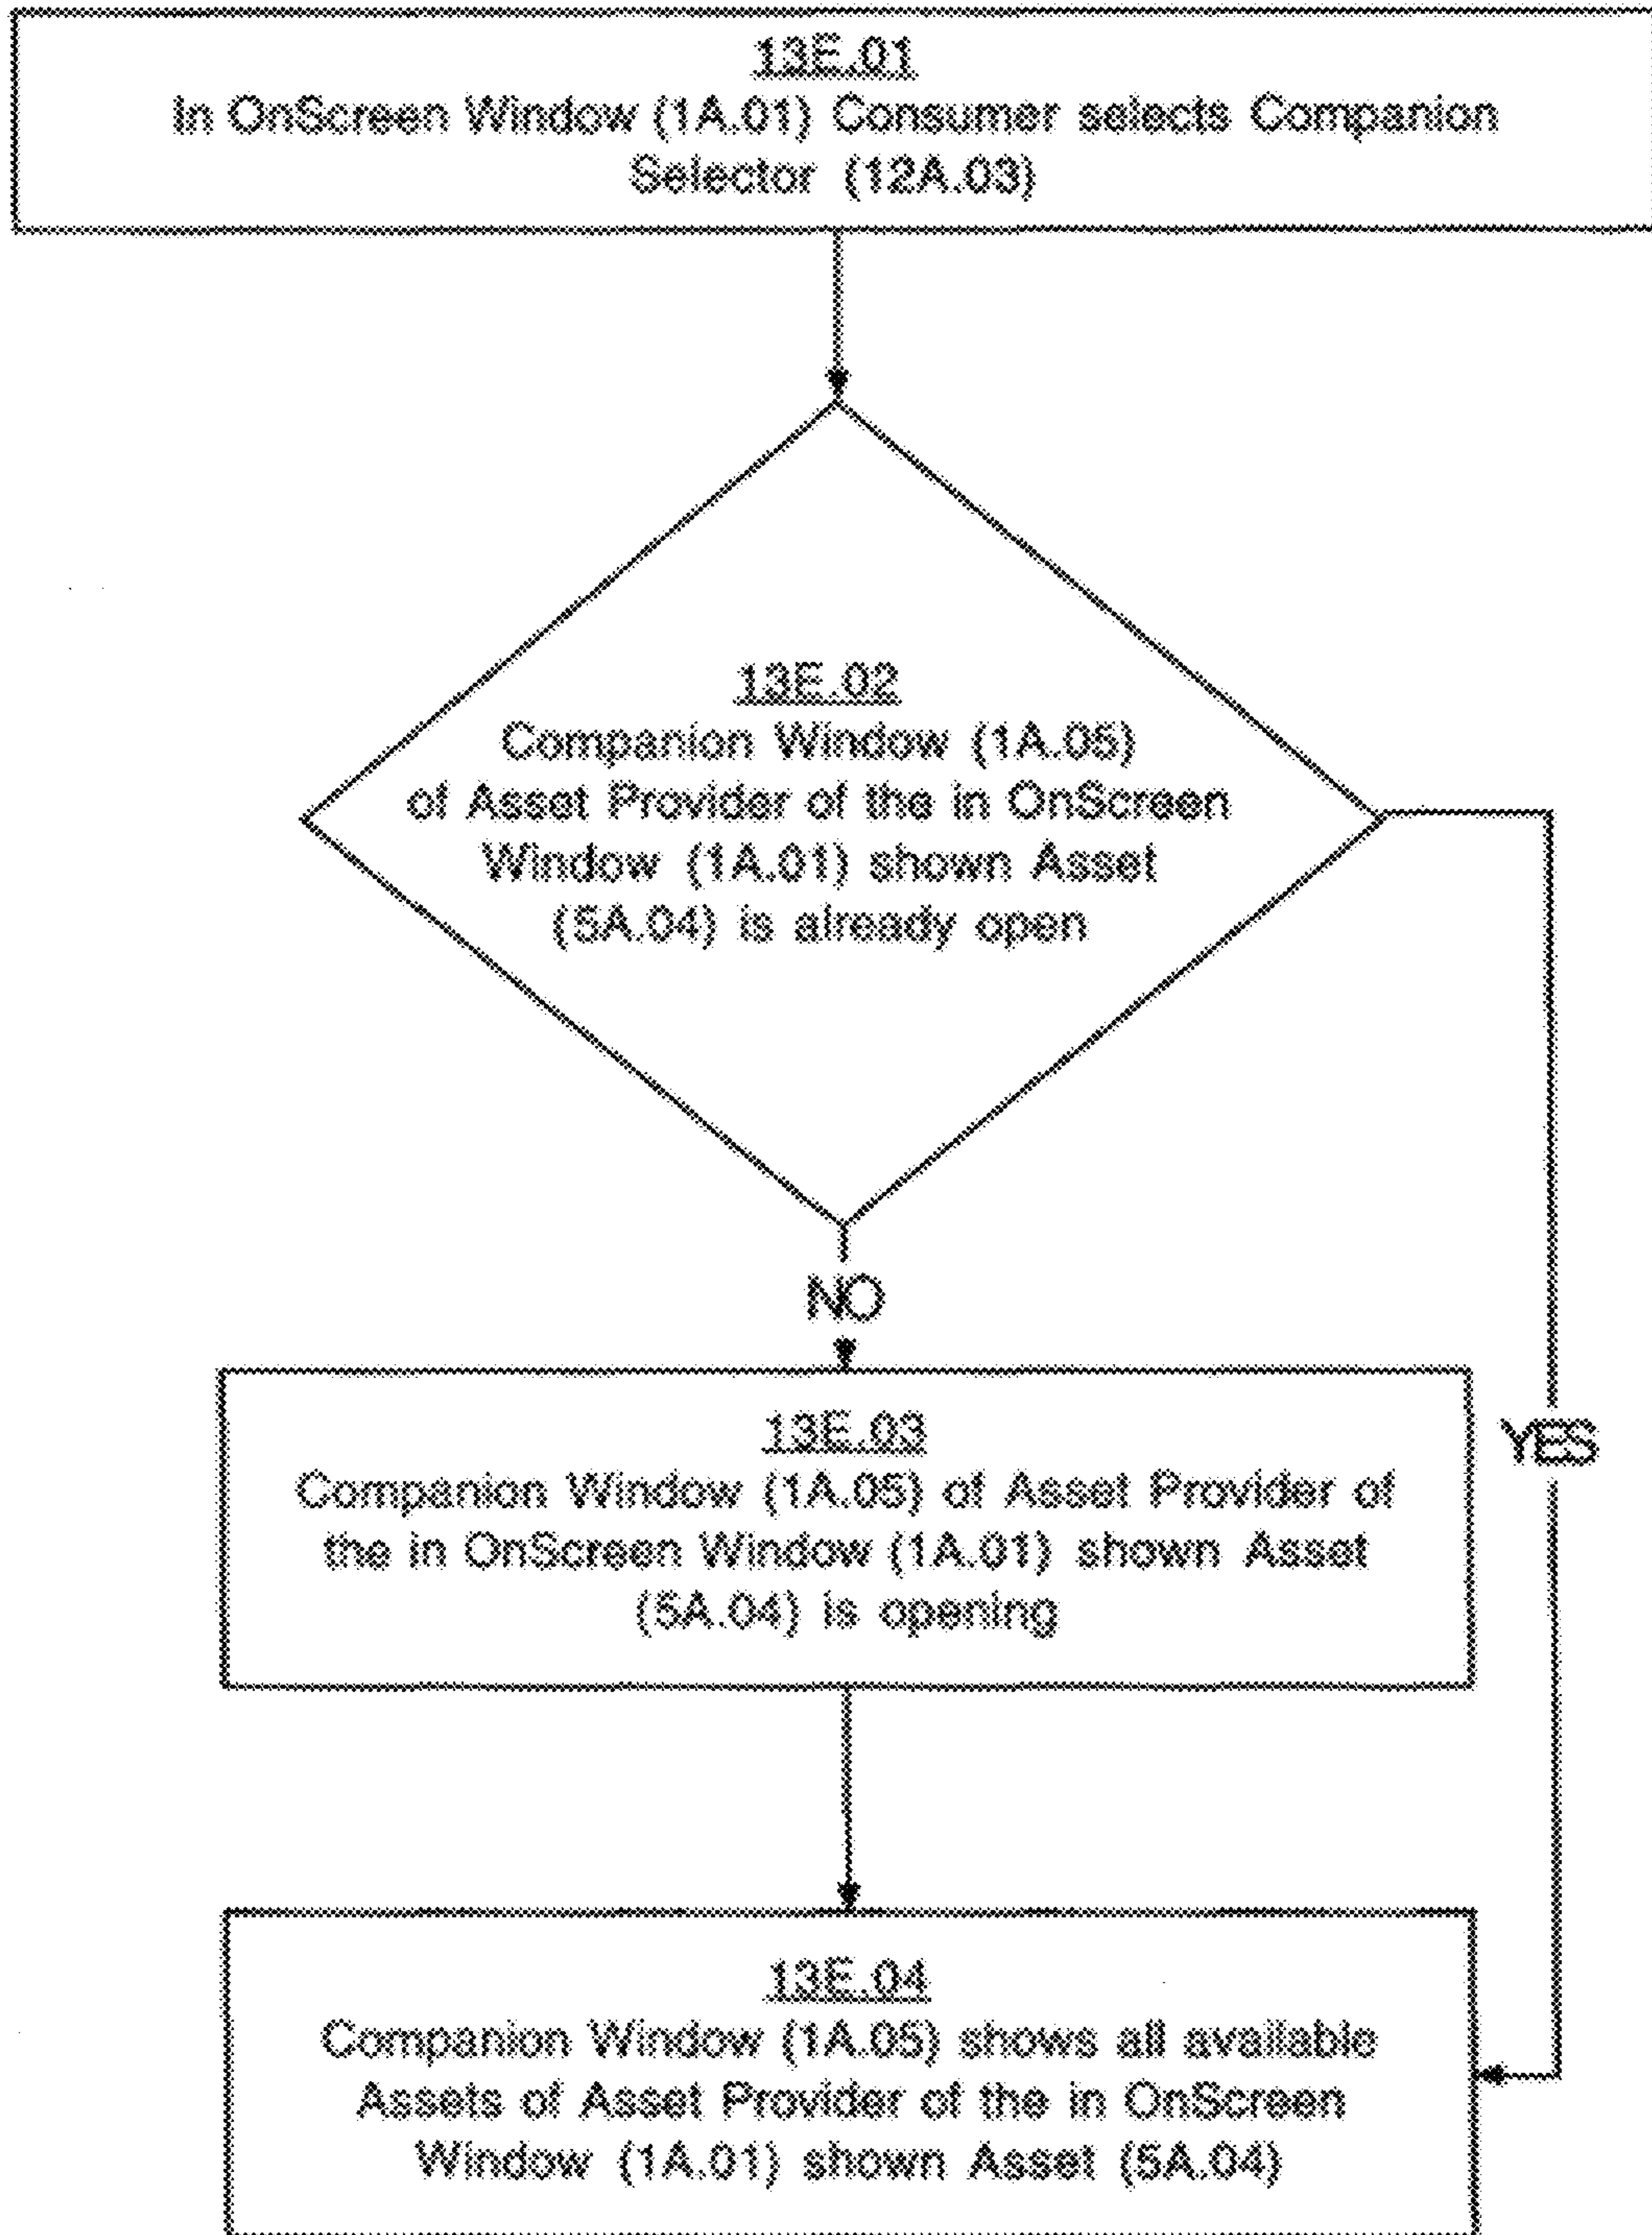 13E.01
In OnScreen Window (1A.01) Consumer selects Companion
Selector (12A.03)
13E.02
Companion Window (1A.05)
of Asset Provider of the in OnScreen
Window (1A.01) shown Asset
(5A.04) is already open
NO
13E.03
Companion Window (1A.05) of Asset Provider of
the in OnScreen Window (1A.01) shown Asset
(5A.04) is opening
YES
13E.04
Companion Window (1A.05) shows all available
Assets of Asset Provider of the in OnScreen
Window (1A.01) shown Asset (5A.04)